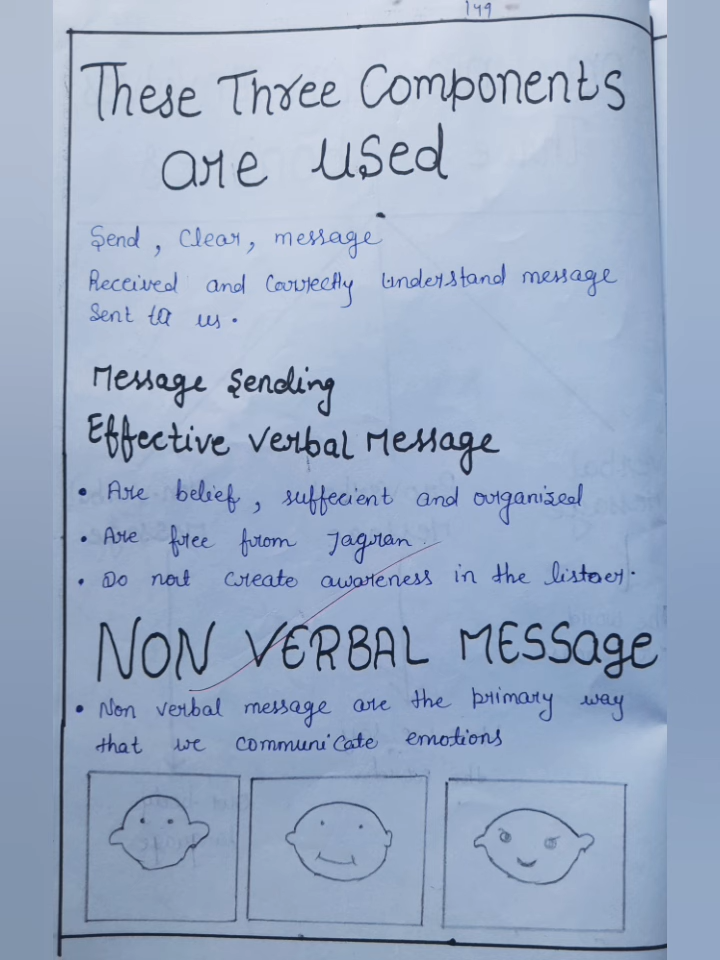 149
These Three Components
are used
Send, Clear, message
Received and Correctly Understand message
Sent to us.
Message Sending
Effective Verbal Message
• Are belief, suffecient and organized
• Are free from Jagran
• Do not create awareness in the listner.
NON VERBAL MESSage
• Non verbal message are the primary way
that we communicate emotions